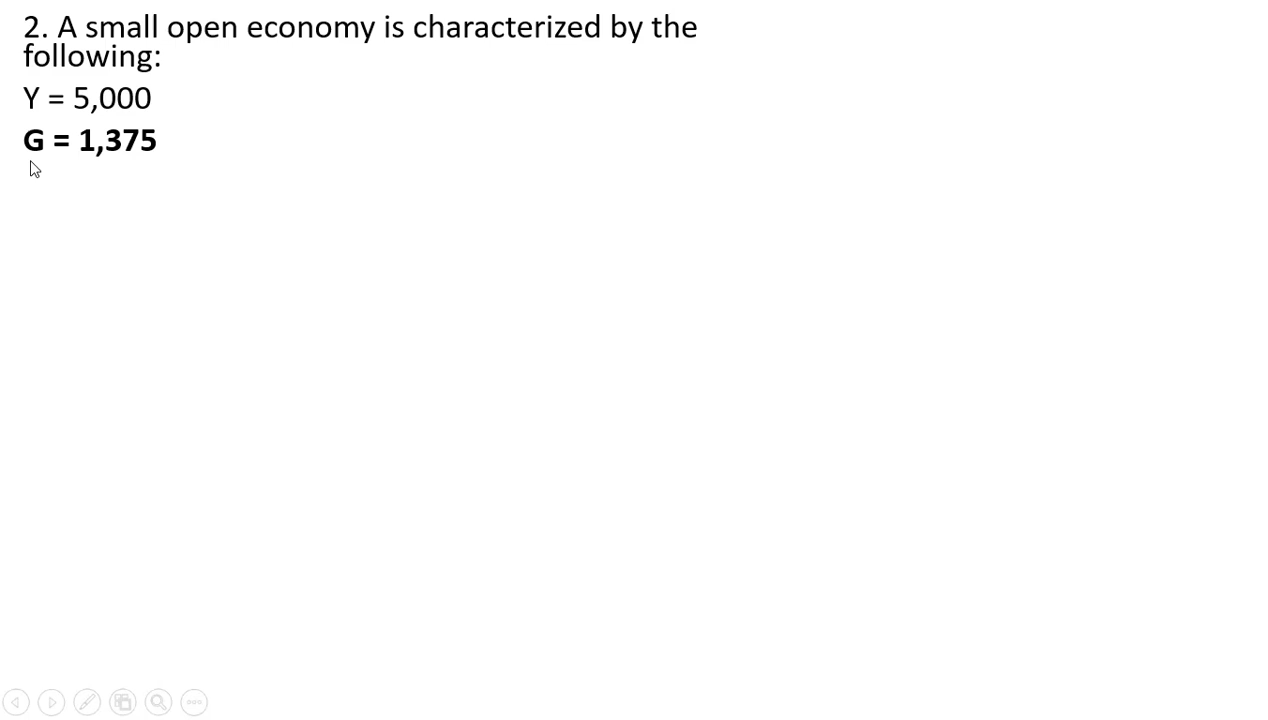 2. A small open economy is characterized by the
following:
Y = 5,000
G = 1,375